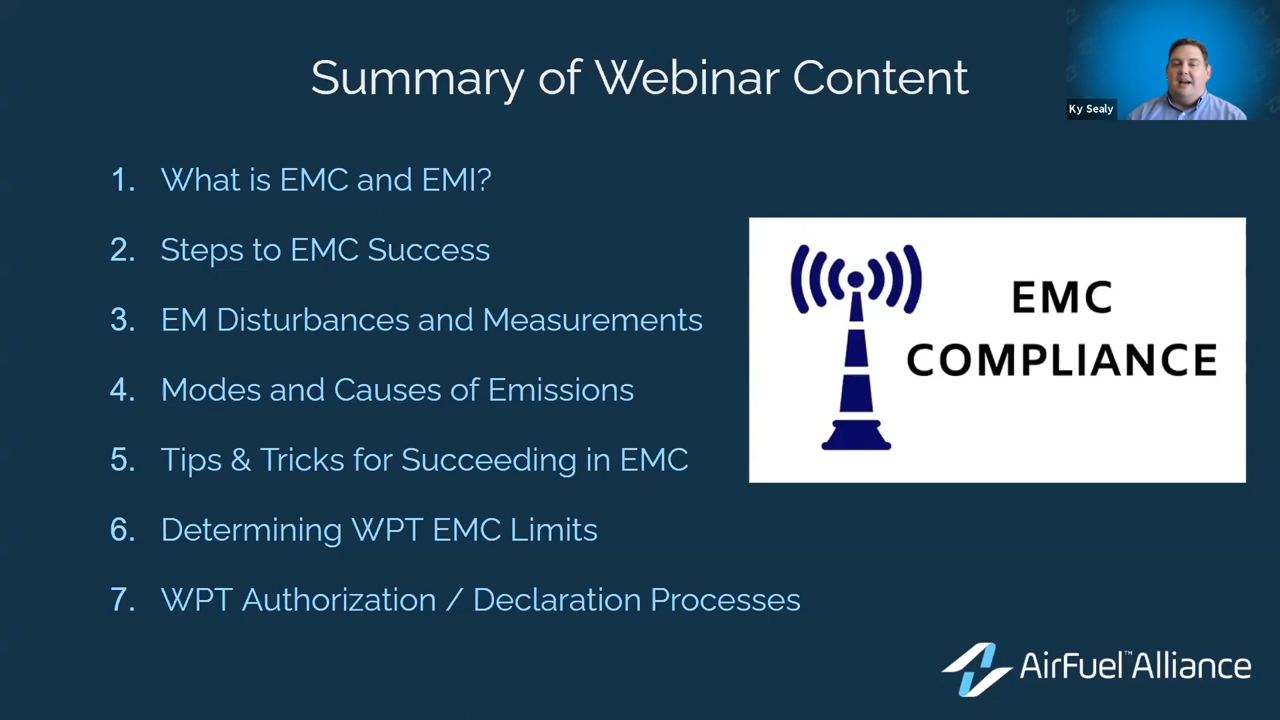 Summary of Webinar Content
Ky Sealy
1. What is EMC and EMI?
2. Steps to EMC Success
3. EM Disturbances and Measurements
4. Modes and Causes of Emissions
5. Tips & Tricks for Succeeding in EMC
6. Determining WPT EMC Limits
7. WPT Authorization / Declaration Processes
EMC
COMPLIANCE
AirFuel™Alliance